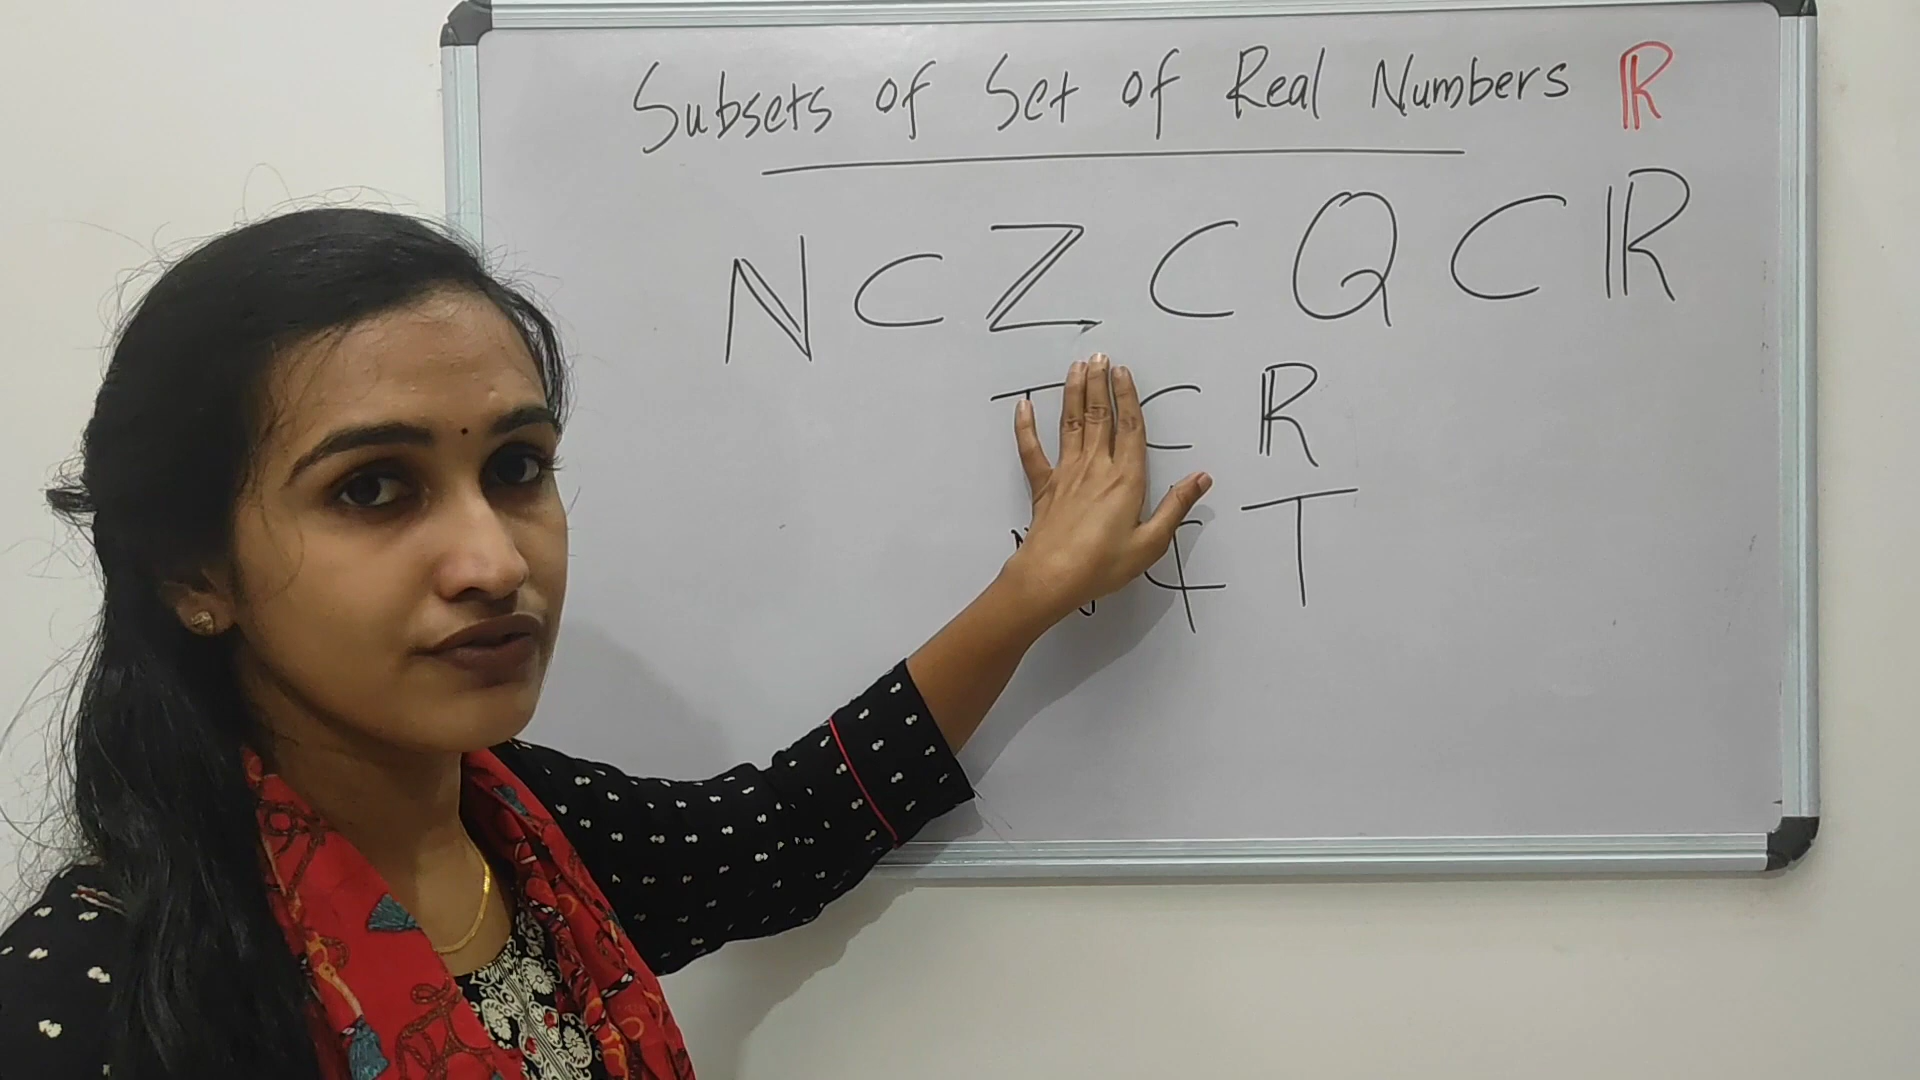 Subsets of Set of Real Numbers ℝ
ℕ ⊂ ℤ ⊂ Q ⊂ ℝ
T ⊂ ℝ
N ⊄ T